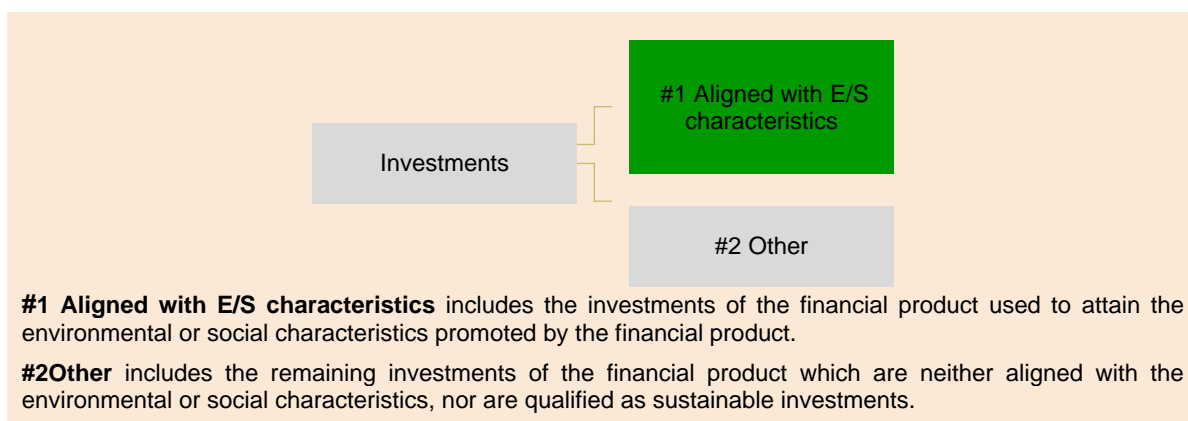 #1 Aligned with E/S
characteristics
Investments
#2 Other
#1 Aligned with E/S characteristics includes the investments of the financial product used to attain the
environmental or social characteristics promoted by the financial product.
#2Other includes the remaining investments of the financial product which are neither aligned with the
environmental or social characteristics, nor are qualified as sustainable investments.